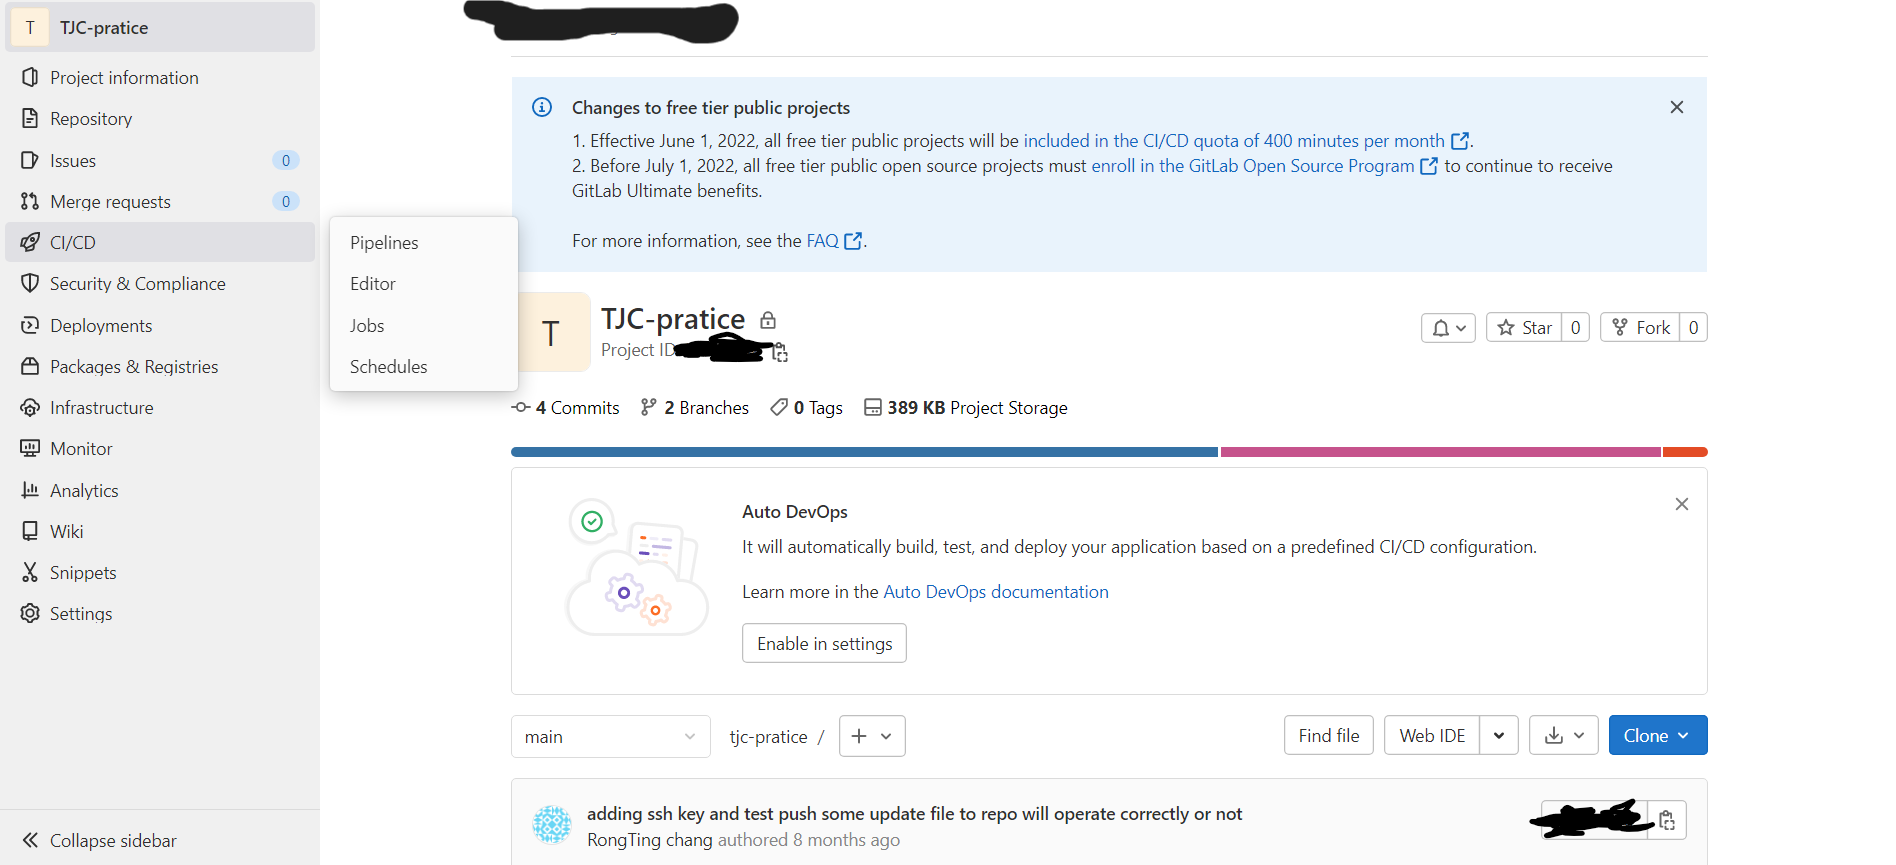 T TJC-pratice
Project information
Repository
Issues 0
Merge requests 0
CI/CD
Security & Compliance
Deployments
Packages & Registries
Infrastructure
Monitor
Analytics
Wiki
Snippets
Settings
Collapse sidebar
Pipelines
Editor
Jobs
Schedules
Changes to free tier public projects
1. Effective June 1, 2022, all free tier public projects will be included in the CI/CD quota of 400 minutes per month.
2. Before July 1, 2022, all free tier public open source projects must enroll in the GitLab Open Source Program to continue to receive
GitLab Ultimate benefits.
For more information, see the FAQ.
T
TJC-pratice
Project ID
Star 0
Fork 0
4 Commits 2 Branches 0 Tags 389 KB Project Storage
Auto DevOps
It will automatically build, test, and deploy your application based on a predefined CI/CD configuration.
Learn more in the Auto DevOps documentation
Enable in settings
main tjc-pratice / + Find file Web IDE Clone
adding ssh key and test push some update file to repo will operate correctly or not
RongTing chang authored 8 months ago